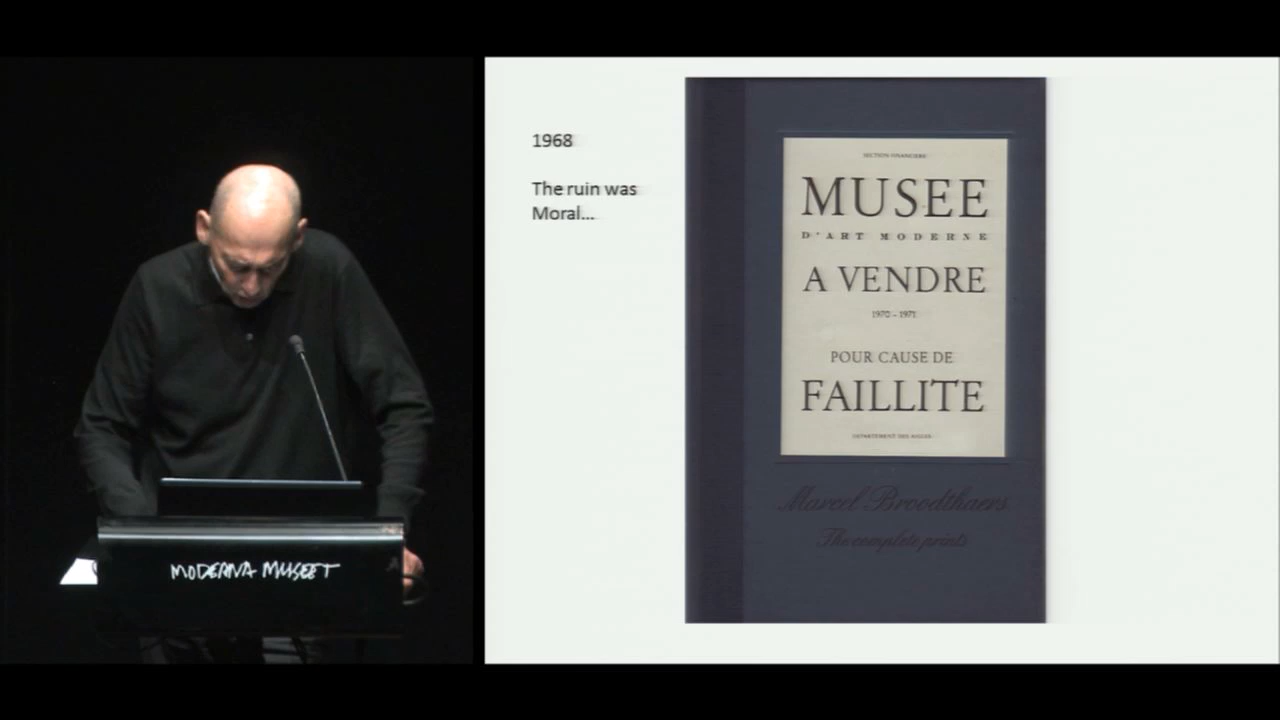 1968
The ruin was
Moral...
SECTION FINANCIERE
MUSEE
D'ART MODERNE
A VENDRE
1970 – 1971
POUR CAUSE DE
FAILLITE
DEPARTEMENT DES AIGLES
Marcel Broodthaers
The complete prints
MODERNA MUSEET